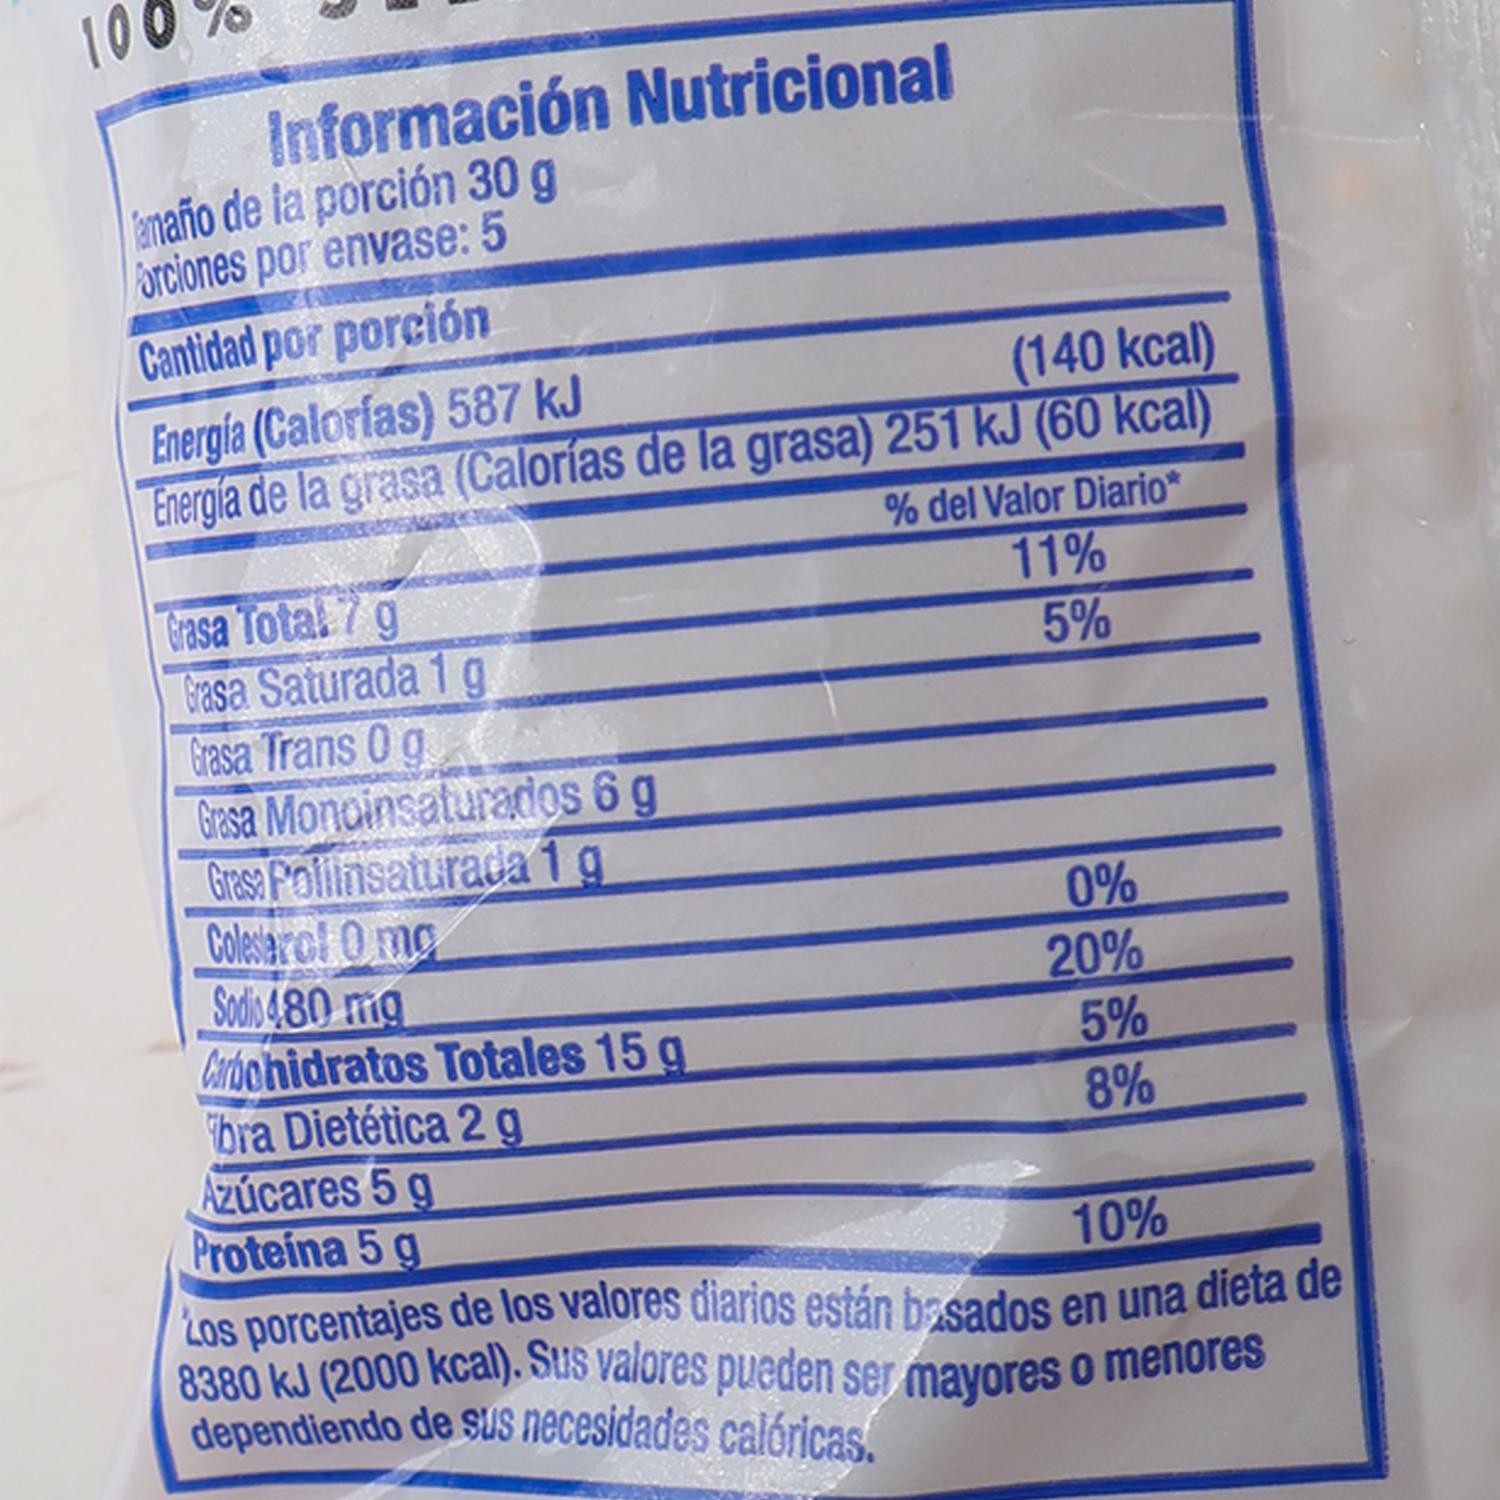 100%
Información Nutricional
Tamaño de la porción 30 g
Porciones por envase: 5
Cantidad por porción
Energía (Calorías) 587 kJ (140 kcal)
Energía de la grasa (Calorías de la grasa) 251 kJ (60 kcal)
% del Valor Diario*
Grasa Total 7 g 11%
Grasa Saturada 1 g 5%
Grasa Trans 0 g
Grasa Monoinsaturados 6 g
Grasa Poliinsaturada 1 g
Colesterol 0 mg 0%
Sodio 480 mg 20%
Carbohidratos Totales 15 g 5%
Fibra Dietética 2 g 8%
Azúcares 5 g
Proteína 5 g 10%
*Los porcentajes de los valores diarios están basados en una dieta de
8380 kJ (2000 kcal). Sus valores pueden ser mayores o menores
dependiendo de sus necesidades calóricas.